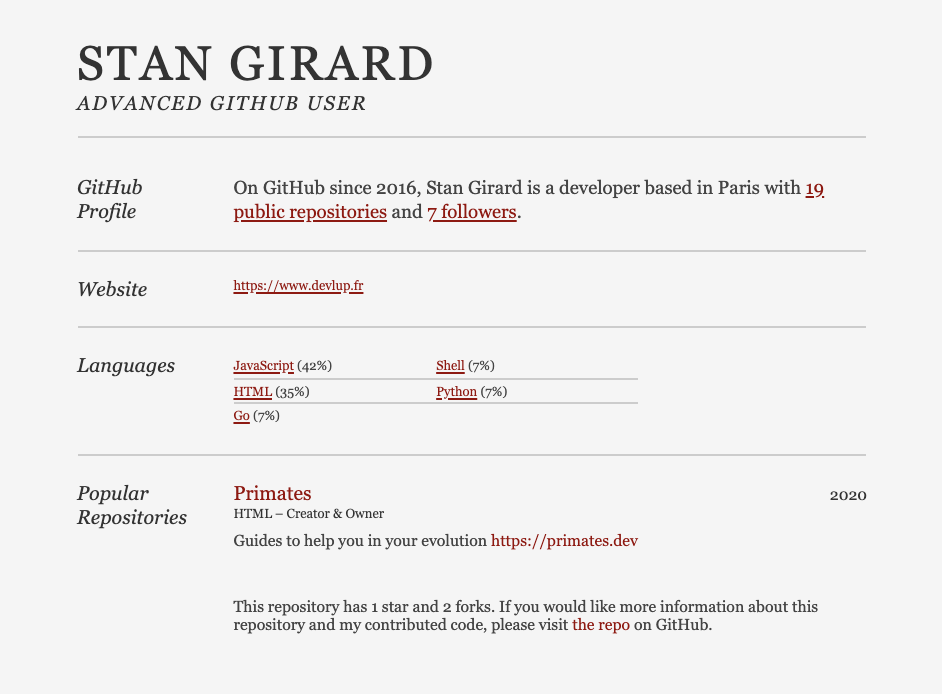 STAN GIRARD
ADVANCED GITHUB USER
GitHub
Profile
On GitHub since 2016, Stan Girard is a developer based in Paris with 19
public repositories and 7 followers.
Website
https://www.devlup.fr
Languages
JavaScript (42%)
Shell (7%)
HTML (35%)
Python (7%)
Go (7%)
Popular
Repositories
Primates
2020
HTML – Creator & Owner
Guides to help you in your evolution https://primates.dev
This repository has 1 star and 2 forks. If you would like more information about this
repository and my contributed code, please visit the repo on GitHub.